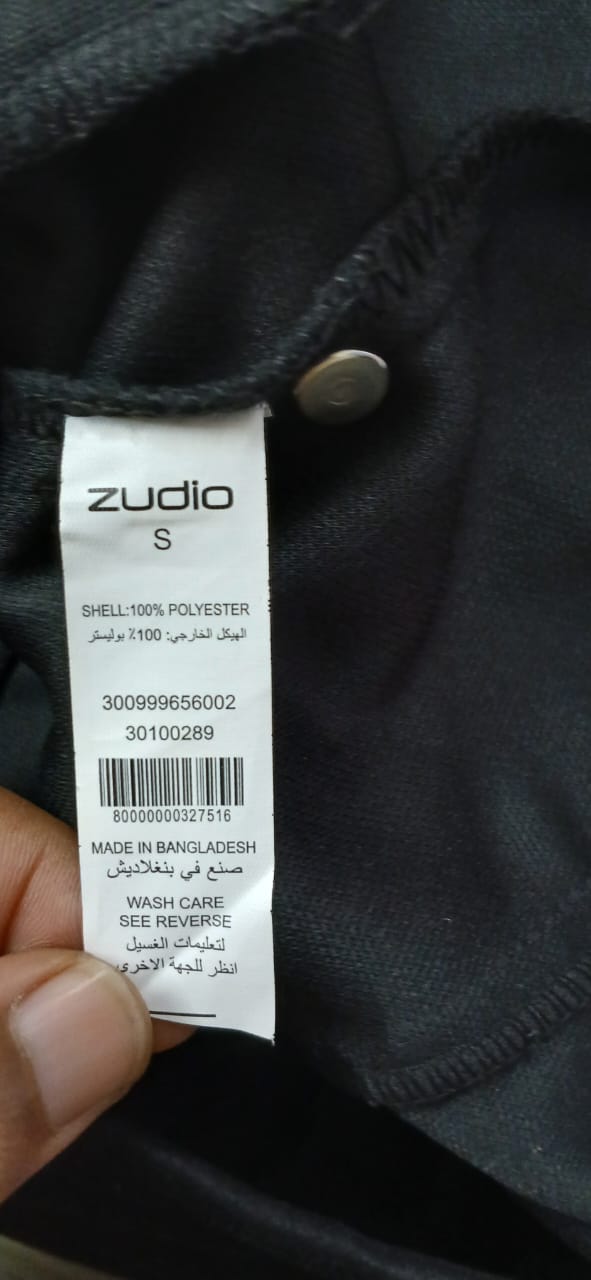 zudio
S
SHELL:100% POLYESTER
الهيكل الخارجي: 100٪ بوليستر
300999656002
30100289
80000000327516
MADE IN BANGLADESH
صنع في بنغلاديش
WASH CARE
SEE REVERSE
لتعليمات الغسيل
انظر للجهة الاخرى